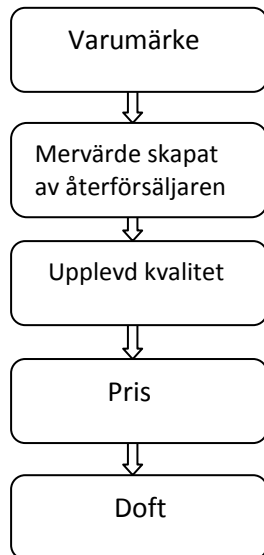 Varumärke
Mervärde skapat
av återförsäljaren
Upplevd kvalitet
Pris
Doft